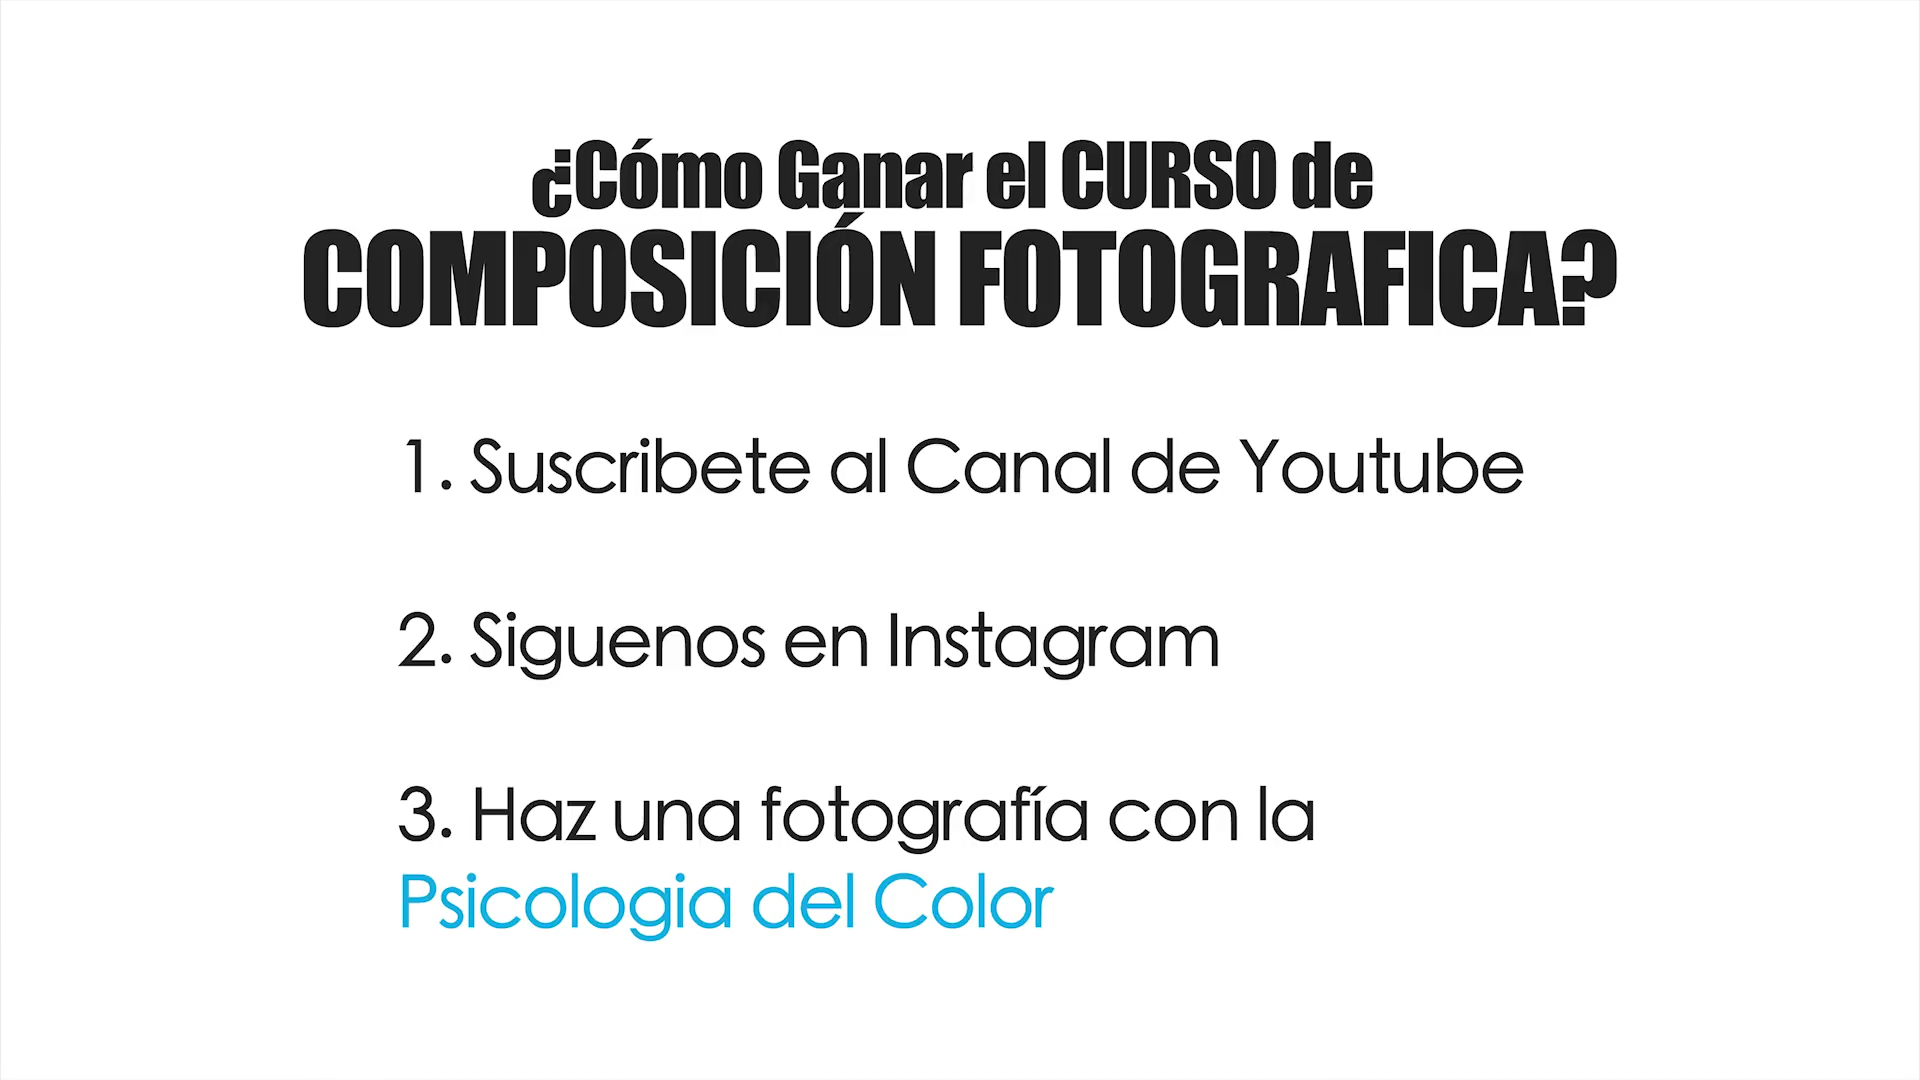 ¿Cómo Ganar el CURSO de
COMPOSICIÓN FOTOGRAFICA?
1. Suscribete al Canal de Youtube
2. Siguenos en Instagram
3. Haz una fotografía con la
Psicologia del Color